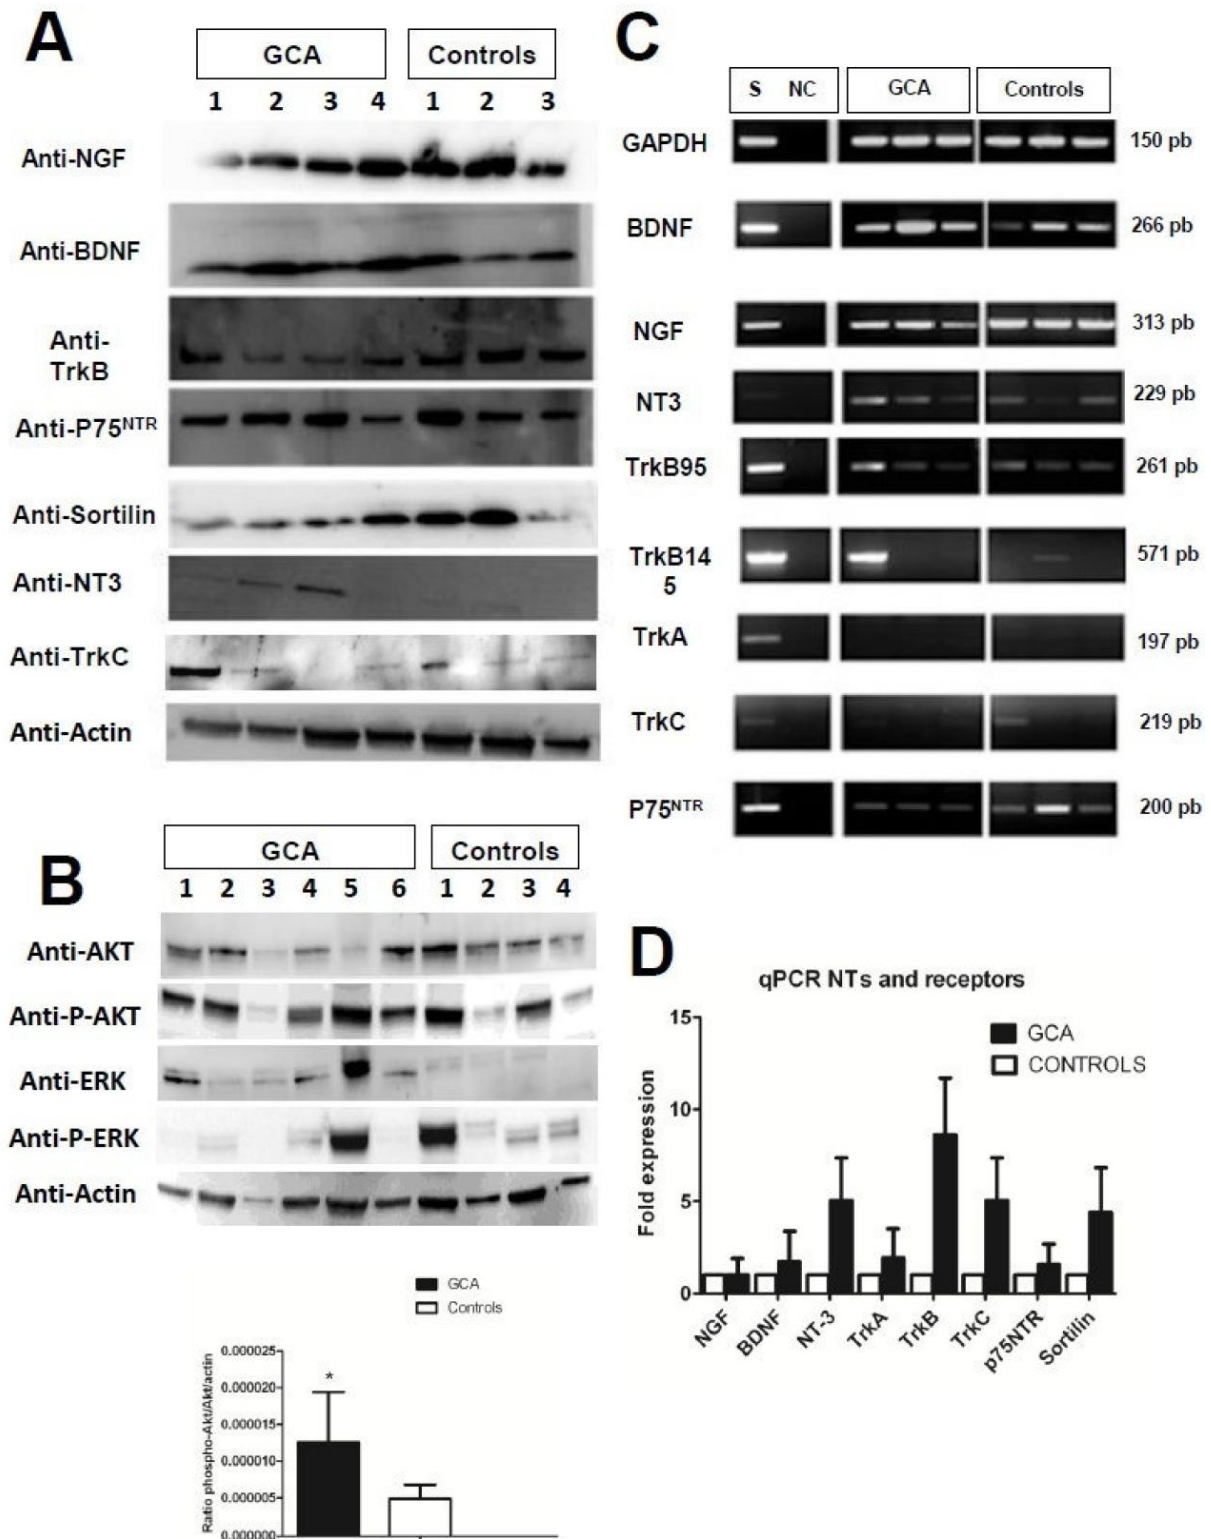 A
GCA Controls
1 2 3 4 1 2 3
Anti-NGF
Anti-BDNF
Anti-
TrkB
Anti-P75NTR
Anti-Sortilin
Anti-NT3
Anti-TrkC
Anti-Actin
B
GCA Controls
1 2 3 4 5 6 1 2 3 4
Anti-AKT
Anti-P-AKT
Anti-ERK
Anti-P-ERK
Anti-Actin
GCA
Controls
Ratio phospho-Akt/Akt/actin
0.000025
0.000020
0.000015
0.000010
0.000005
0.000000
*
C
S NC GCA Controls
GAPDH 150 pb
BDNF 266 pb
NGF 313 pb
NT3 229 pb
TrkB95 261 pb
TrkB14
5 571 pb
TrkA 197 pb
TrkC 219 pb
P75NTR 200 pb
D
qPCR NTs and receptors
GCA
CONTROLS
Fold expression
15
10
5
0
NGF BDNF NT-3 TrkA TrkB TrkC p75NTR Sortilin